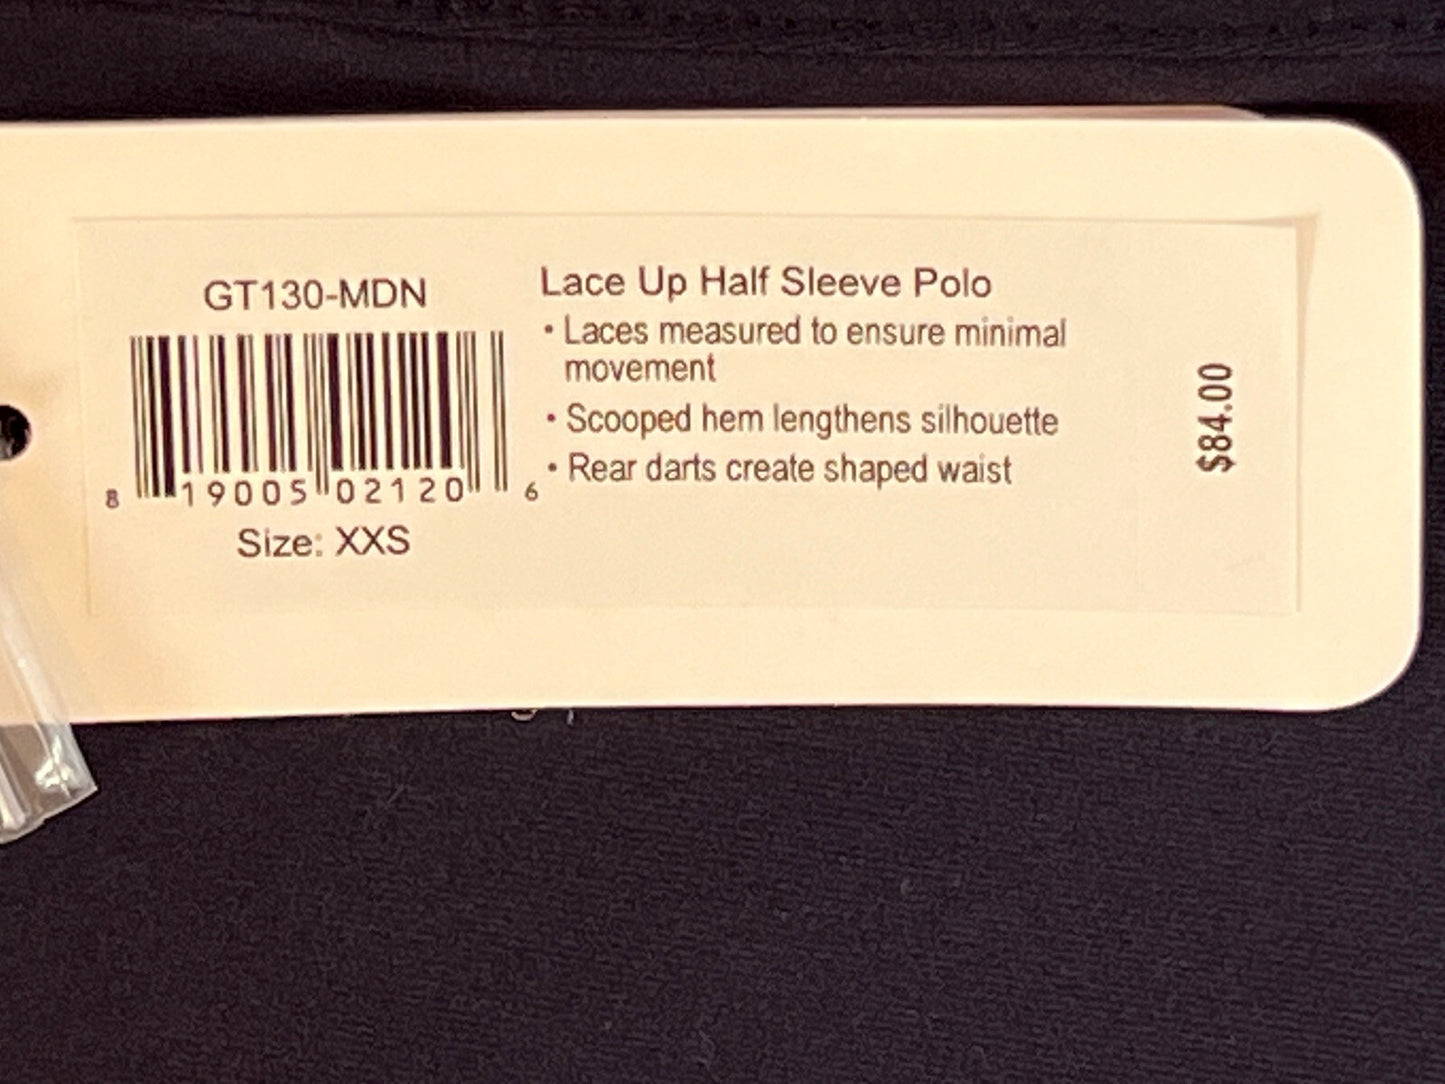 GT130-MDN
8 19005 02120 6
Size: XXS
Lace Up Half Sleeve Polo
• Laces measured to ensure minimal
movement
• Scooped hem lengthens silhouette
• Rear darts create shaped waist
$84.00